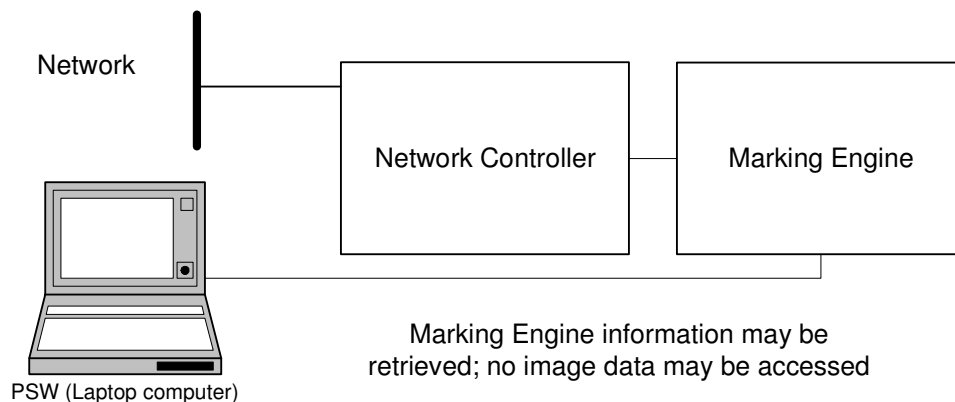 Network
Network Controller
Marking Engine
Marking Engine information may be
retrieved; no image data may be accessed
PSW (Laptop computer)